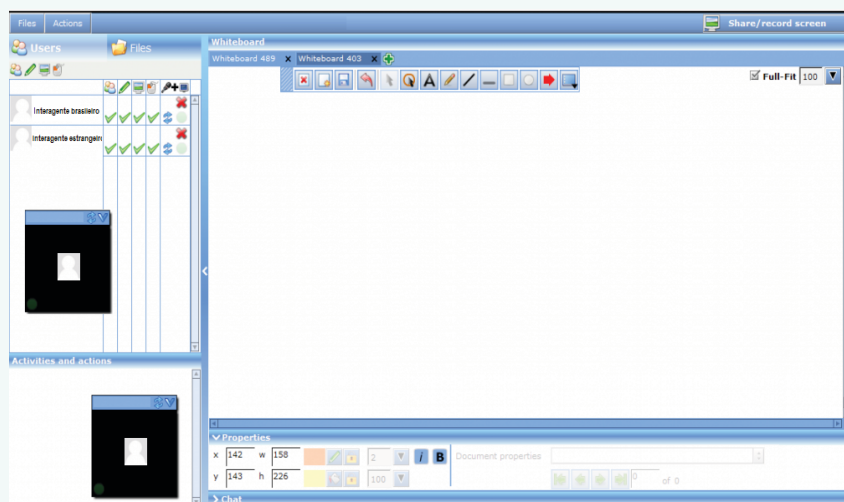 Files Actions Share/record screen
Users Files
Whiteboard
Whiteboard 489 x Whiteboard 403 x
A
Full-Fit 100
Interagente brasileiro
Interagente estrangeiro
Activities and actions
Properties
x 142 w 158 2 i B Document properties
y 143 h 226 100 0 of 0
Chat